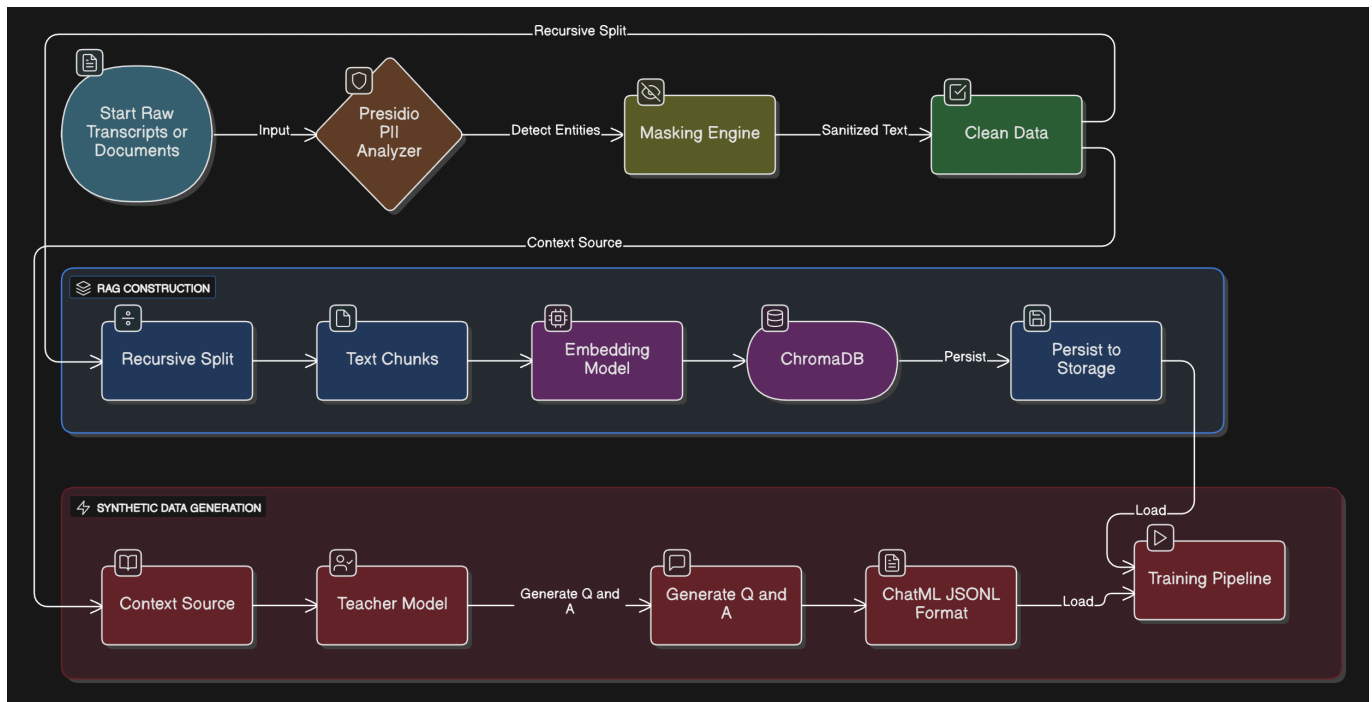 Recursive Split
Start Raw
Transcripts or
Documents
Input
Presidio
PII
Analyzer
Detect Entities
Masking Engine
Sanitized Text
Clean Data
Context Source
RAG CONSTRUCTION
Recursive Split
Text Chunks
Embedding
Model
ChromaDB
Persist
Persist to
Storage
SYNTHETIC DATA GENERATION
Load
Context Source
Teacher Model
Generate Q and
A
Generate Q and
A
ChatML JSONL
Format
Load
Training Pipeline